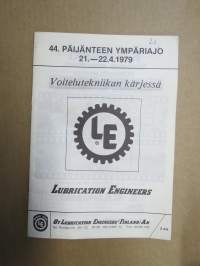 44. PÄIJÄNTEEN YMPÄRIAJO
21.—22.4.1979
Voitelutekniikan kärjessä
LE
LUBRICATION ENGINEERS
OY LUBRICATION ENGINEERS/FINLAND/AB